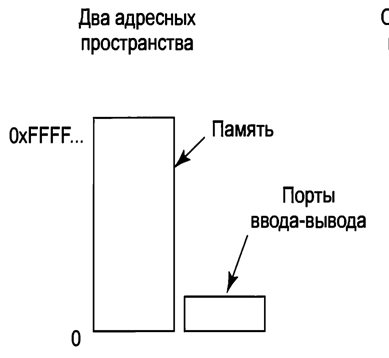 Два адресных
пространства
0xFFFF...
Память
Порты
ввода-вывода
0